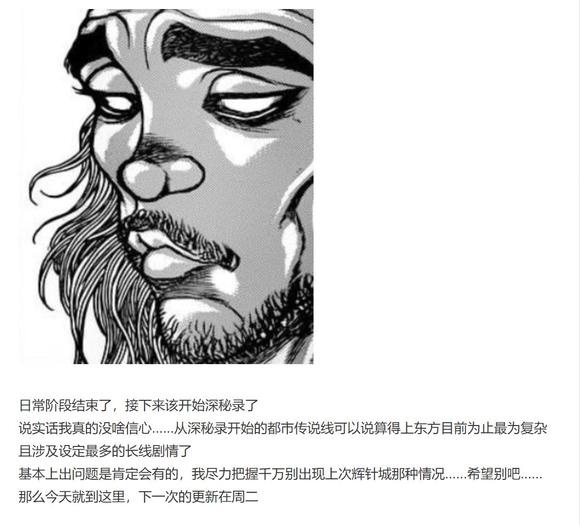 日常阶段结束了，接下来该开始深秘录了
说实话我真的没啥信心......从深秘录开始的都市传说线可以说算得上东方目前为止最为复杂
且涉及设定最多的长线剧情了
基本上出问题是肯定会有的，我尽力把握千万别出现上次辉针城那种情况......希望别吧......
那么今天就到这里，下一次的更新在周二